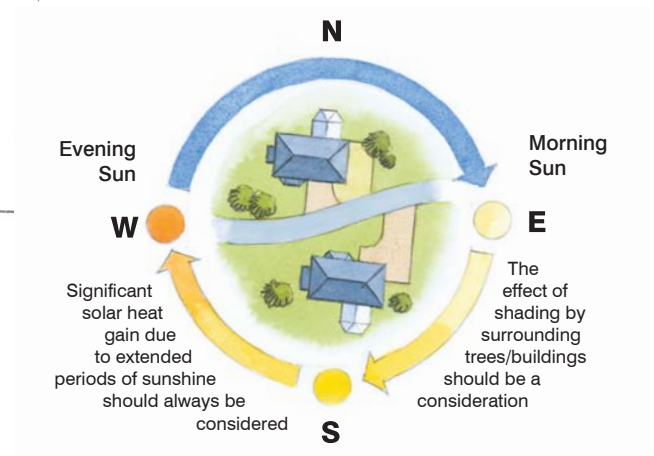 N
Evening
Sun
Morning
Sun
W
E
Significant
solar heat
gain due
to extended
periods of sunshine
should always be
considered
The
effect of
shading by
surrounding
trees/buildings
should be a
consideration
S